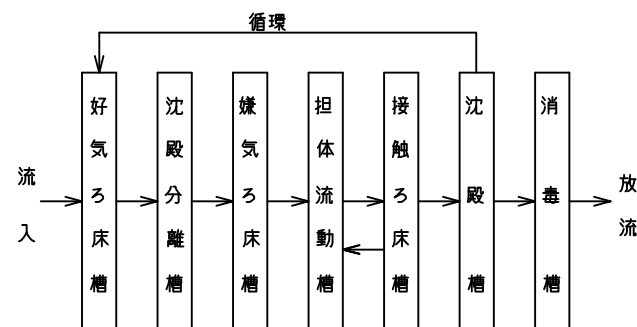 循環
流入
好気ろ床槽
沈殿分離槽
嫌気ろ床槽
担体流動槽
接触ろ床槽
沈殿槽
消毒槽
放流